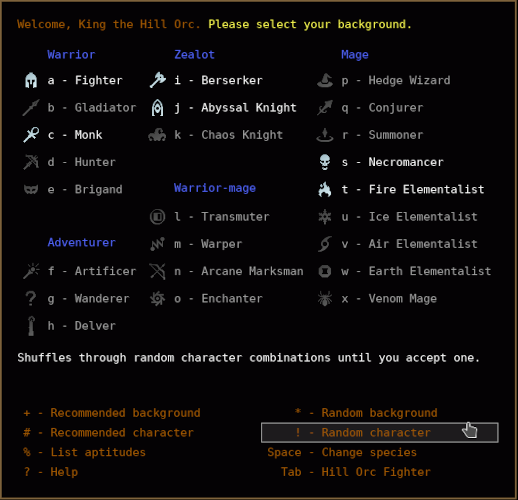 Welcome, King the Hill Orc. Please select your background.
Warrior
a - Fighter
b - Gladiator
c - Monk
d - Hunter
e - Brigand
Adventurer
f - Artificer
g - Wanderer
h - Delver
Zealot
i - Berserker
j - Abyssal Knight
k - Chaos Knight
Warrior-mage
l - Transmuter
m - Warper
n - Arcane Marksman
o - Enchanter
Mage
p - Hedge Wizard
q - Conjurer
r - Summoner
s - Necromancer
t - Fire Elementalist
u - Ice Elementalist
v - Air Elementalist
w - Earth Elementalist
x - Venom Mage
Shuffles through random character combinations until you accept one.
+ - Recommended background
# - Recommended character
% - List aptitudes
? - Help
* - Random background
! - Random character
Space - Change species
Tab - Hill Orc Fighter